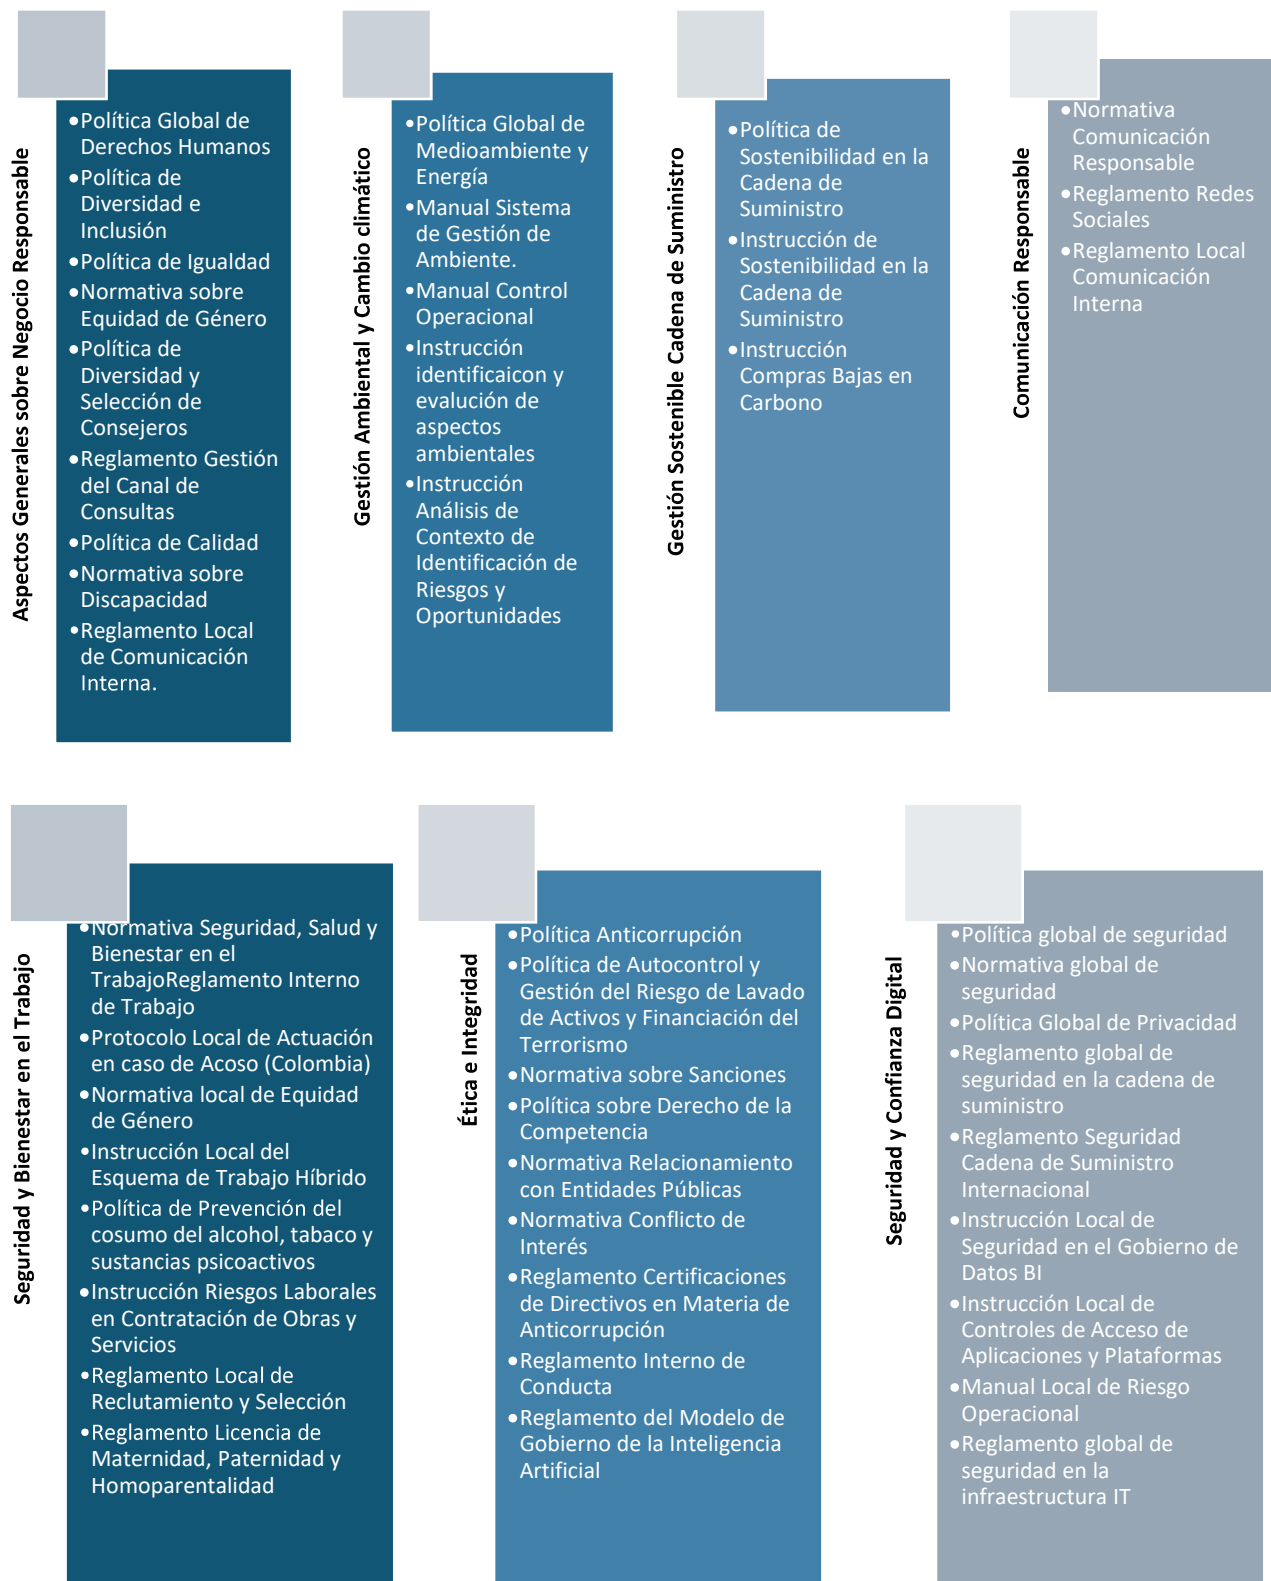 Aspectos Generales sobre Negocio Responsable
•Política Global de
Derechos Humanos
•Política de
Diversidad e
Inclusión
•Política de Igualdad
•Normativa sobre
Equidad de Género
•Política de
Diversidad y
Selección de
Consejeros
•Reglamento Gestión
del Canal de
Consultas
•Política de Calidad
•Normativa sobre
Discapacidad
•Reglamento Local
de Comunicación
Interna.
Gestión Ambiental y Cambio climático
•Política Global de
Medioambiente y
Energía
•Manual Sistema
de Gestión de
Ambiente.
•Manual Control
Operacional
•Instrucción
identificaicon y
evalución de
aspectos
ambientales
•Instrucción
Análisis de
Contexto de
Identificación de
Riesgos y
Oportunidades
Gestión Sostenible Cadena de Suministro
•Política de
Sostenibilidad en la
Cadena de
Suministro
•Instrucción de
Sostenibilidad en la
Cadena de
Suministro
•Instrucción
Compras Bajas en
Carbono
Comunicación Responsable
•Normativa
Comunicación
Responsable
•Reglamento Redes
Sociales
•Reglamento Local
Comunicación
Interna
Seguridad y Bienestar en el Trabajo
•Normativa Seguridad, Salud y
Bienestar en el
TrabajoReglamento Interno
de Trabajo
•Protocolo Local de Actuación
en caso de Acoso (Colombia)
•Normativa local de Equidad
de Género
•Instrucción Local del
Esquema de Trabajo Híbrido
•Política de Prevención del
cosumo del alcohol, tabaco y
sustancias psicoactivos
•Instrucción Riesgos Laborales
en Contratación de Obras y
Servicios
•Reglamento Local de
Reclutamiento y Selección
•Reglamento Licencia de
Maternidad, Paternidad y
Homoparentalidad
Ética e Integridad
•Política Anticorrupción
•Política de Autocontrol y
Gestión del Riesgo de Lavado
de Activos y Financiación del
Terrorismo
•Normativa sobre Sanciones
•Política sobre Derecho de la
Competencia
•Normativa Relacionamiento
con Entidades Públicas
•Normativa Conflicto de
Interés
•Reglamento Certificaciones
de Directivos en Materia de
Anticorrupción
•Reglamento Interno de
Conducta
•Reglamento del Modelo de
Gobierno de la Inteligencia
Artificial
Seguridad y Confianza Digital
•Política global de seguridad
•Normativa global de
seguridad
•Política Global de Privacidad
•Reglamento global de
seguridad en la cadena de
suministro
•Reglamento Seguridad
Cadena de Suministro
Internacional
•Instrucción Local de
Seguridad en el Gobierno de
Datos BI
•Instrucción Local de
Controles de Acceso de
Aplicaciones y Plataformas
•Manual Local de Riesgo
Operacional
•Reglamento global de
seguridad en la
infraestructura IT